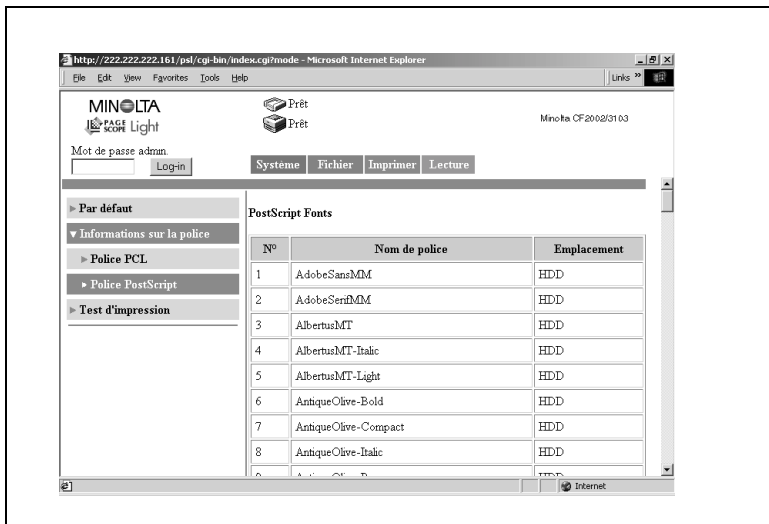 http://222.222.222.161/psl/cgi-bin/index.cgi?mode - Microsoft Internet Explorer
File Edit View Favorites Tools Help
Links »
MINOLTA
PAGE SCOPE Light
Prêt
Prêt
Minolta CF2002/3103
Mot de passe admn.
Log-in
Système Fichier Imprimer Lecture
Par défaut
Informations sur la police
Police PCL
Police PostScript
Test d'impression
PostScript Fonts
Nº Nom de police Emplacement
1 AdobeSansMM HDD
2 AdobeSerifMM HDD
3 AlbertusMT HDD
4 AlbertusMT-Italic HDD
5 AlbertusMT-Light HDD
6 AntiqueOlive-Bold HDD
7 AntiqueOlive-Compact HDD
8 AntiqueOlive-Italic HDD
Internet